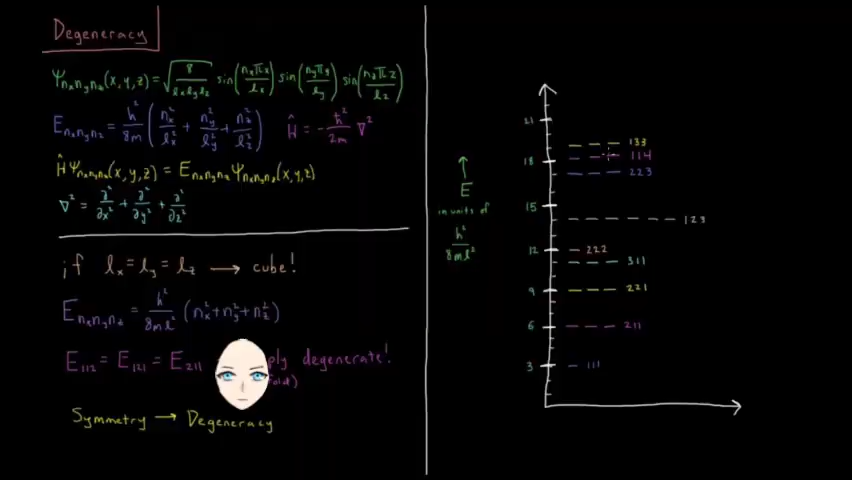 Degeneracy
Ψnxnynz(x,y,z) = √(8/lxlylz) sin(nxπx/lx) sin(nyπy/ly) sin(nzπz/lz)
Enxnynz = h²/8m (nx²/lx² + ny²/ly² + nz²/lz²)  Ĥ = -ħ²/2m ∇²
ĤΨnxnynz(x,y,z) = EnxnynzΨnxnynz(x,y,z)
∇² = ∂²/∂x² + ∂²/∂y² + ∂²/∂z²
if lx = ly = lz → cube!
Enxnynz = h²/8ml² (nx²+ny²+nz²)
E112 = E121 = E211 ply degenerate!
fold)
Symmetry → Degeneracy
↑
E
in units of
h²/8ml²
21
133
18
114
223
15
123
12
222
311
9
221
6
211
3
111